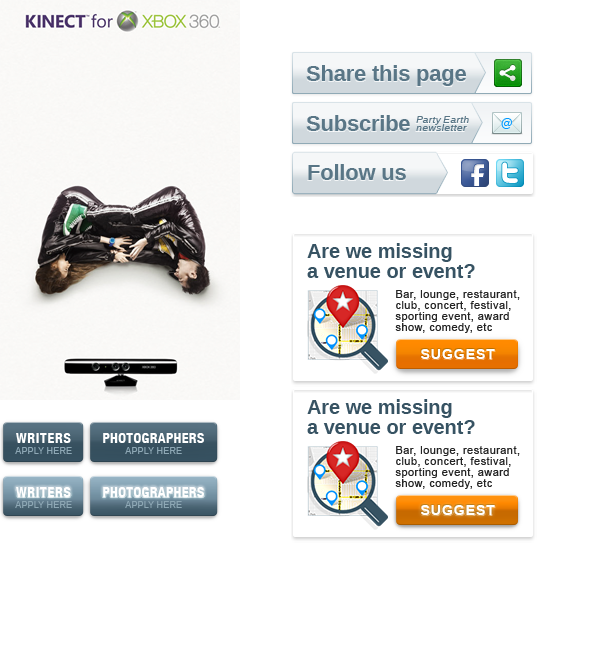 KINECT for XBOX 360
WRITERS
APPLY HERE
PHOTOGRAPHERS
APPLY HERE
WRITERS
APPLY HERE
PHOTOGRAPHERS
APPLY HERE
Share this page
Subscribe Party Earth
newsletter
@
Follow us
Are we missing
a venue or event?
Bar, lounge, restaurant,
club, concert, festival,
sporting event, award
show, comedy, etc
SUGGEST
Are we missing
a venue or event?
Bar, lounge, restaurant,
club, concert, festival,
sporting event, award
show, comedy, etc
SUGGEST